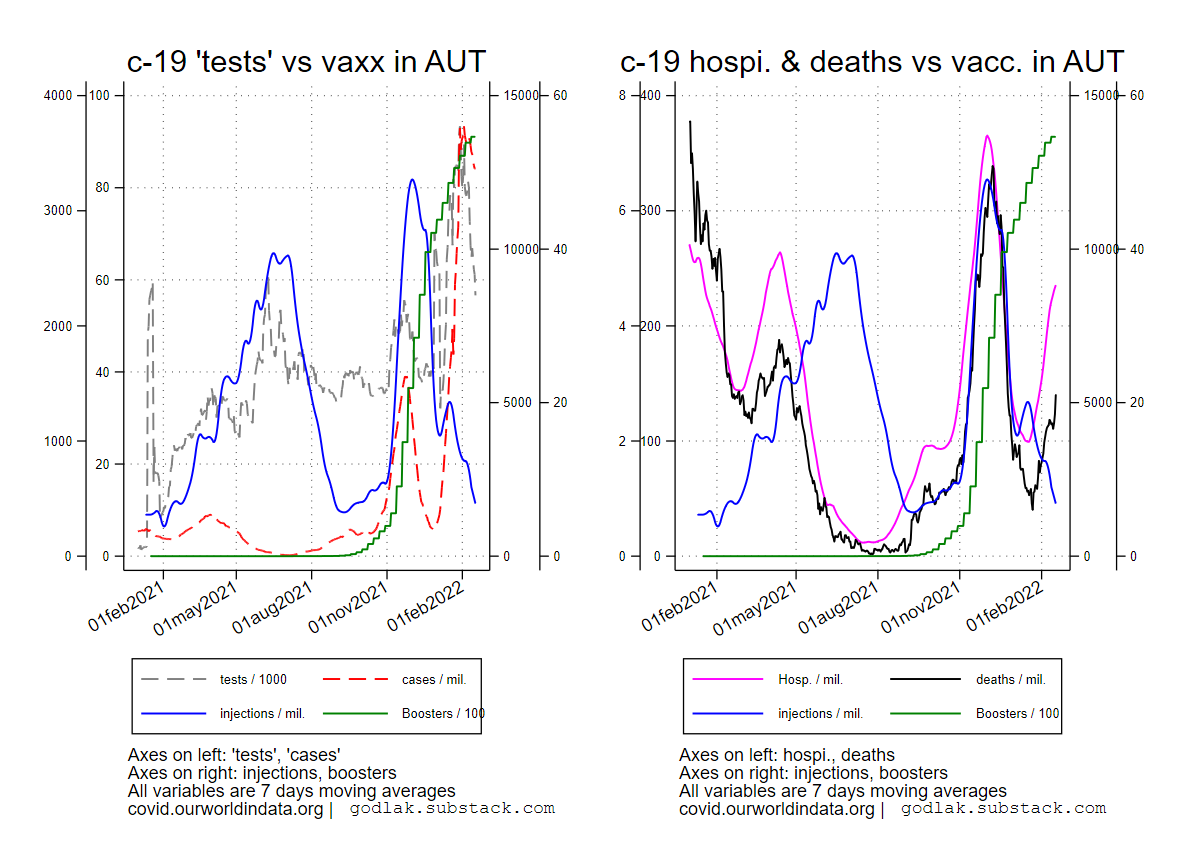 c-19 'tests' vs vaxx in AUT
4000 100 15000 60
80
3000
10000 40
60
2000
40
5000 20
1000
20
0 0 0 0
01feb2021 01may2021 01aug2021 01nov2021 01feb2022
tests / 1000 cases / mil.
injections / mil. Boosters / 100
Axes on left: 'tests', 'cases'
Axes on right: injections, boosters
All variables are 7 days moving averages
covid.ourworldindata.org | godlak.substack.com
c-19 hospi. & deaths vs vacc. in AUT
8 400 15000 60
6 300
10000 40
4 200
5000 20
2 100
0 0 0 0
01feb2021 01may2021 01aug2021 01nov2021 01feb2022
Hosp. / mil. deaths / mil.
injections / mil. Boosters / 100
Axes on left: hospi., deaths
Axes on right: injections, boosters
All variables are 7 days moving averages
covid.ourworldindata.org | godlak.substack.com